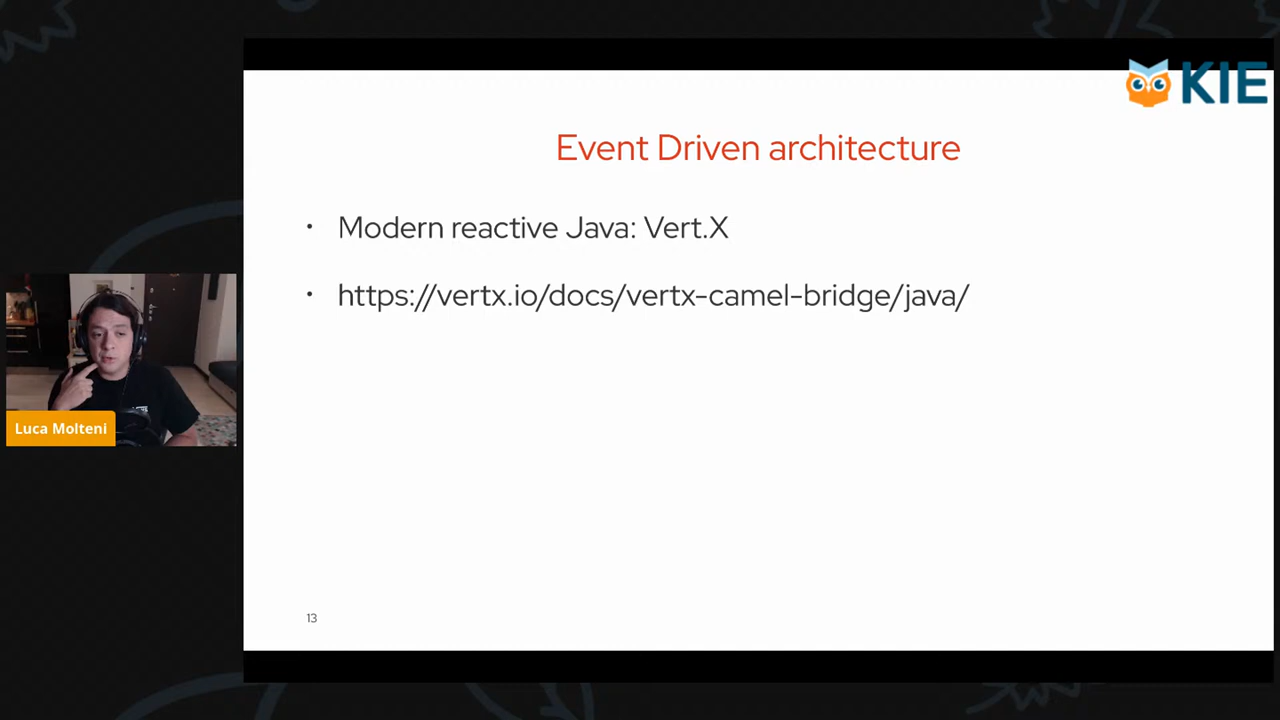 KIE
Event Driven architecture
• Modern reactive Java: Vert.X
• https://vertx.io/docs/vertx-camel-bridge/java/
Luca Molteni
13